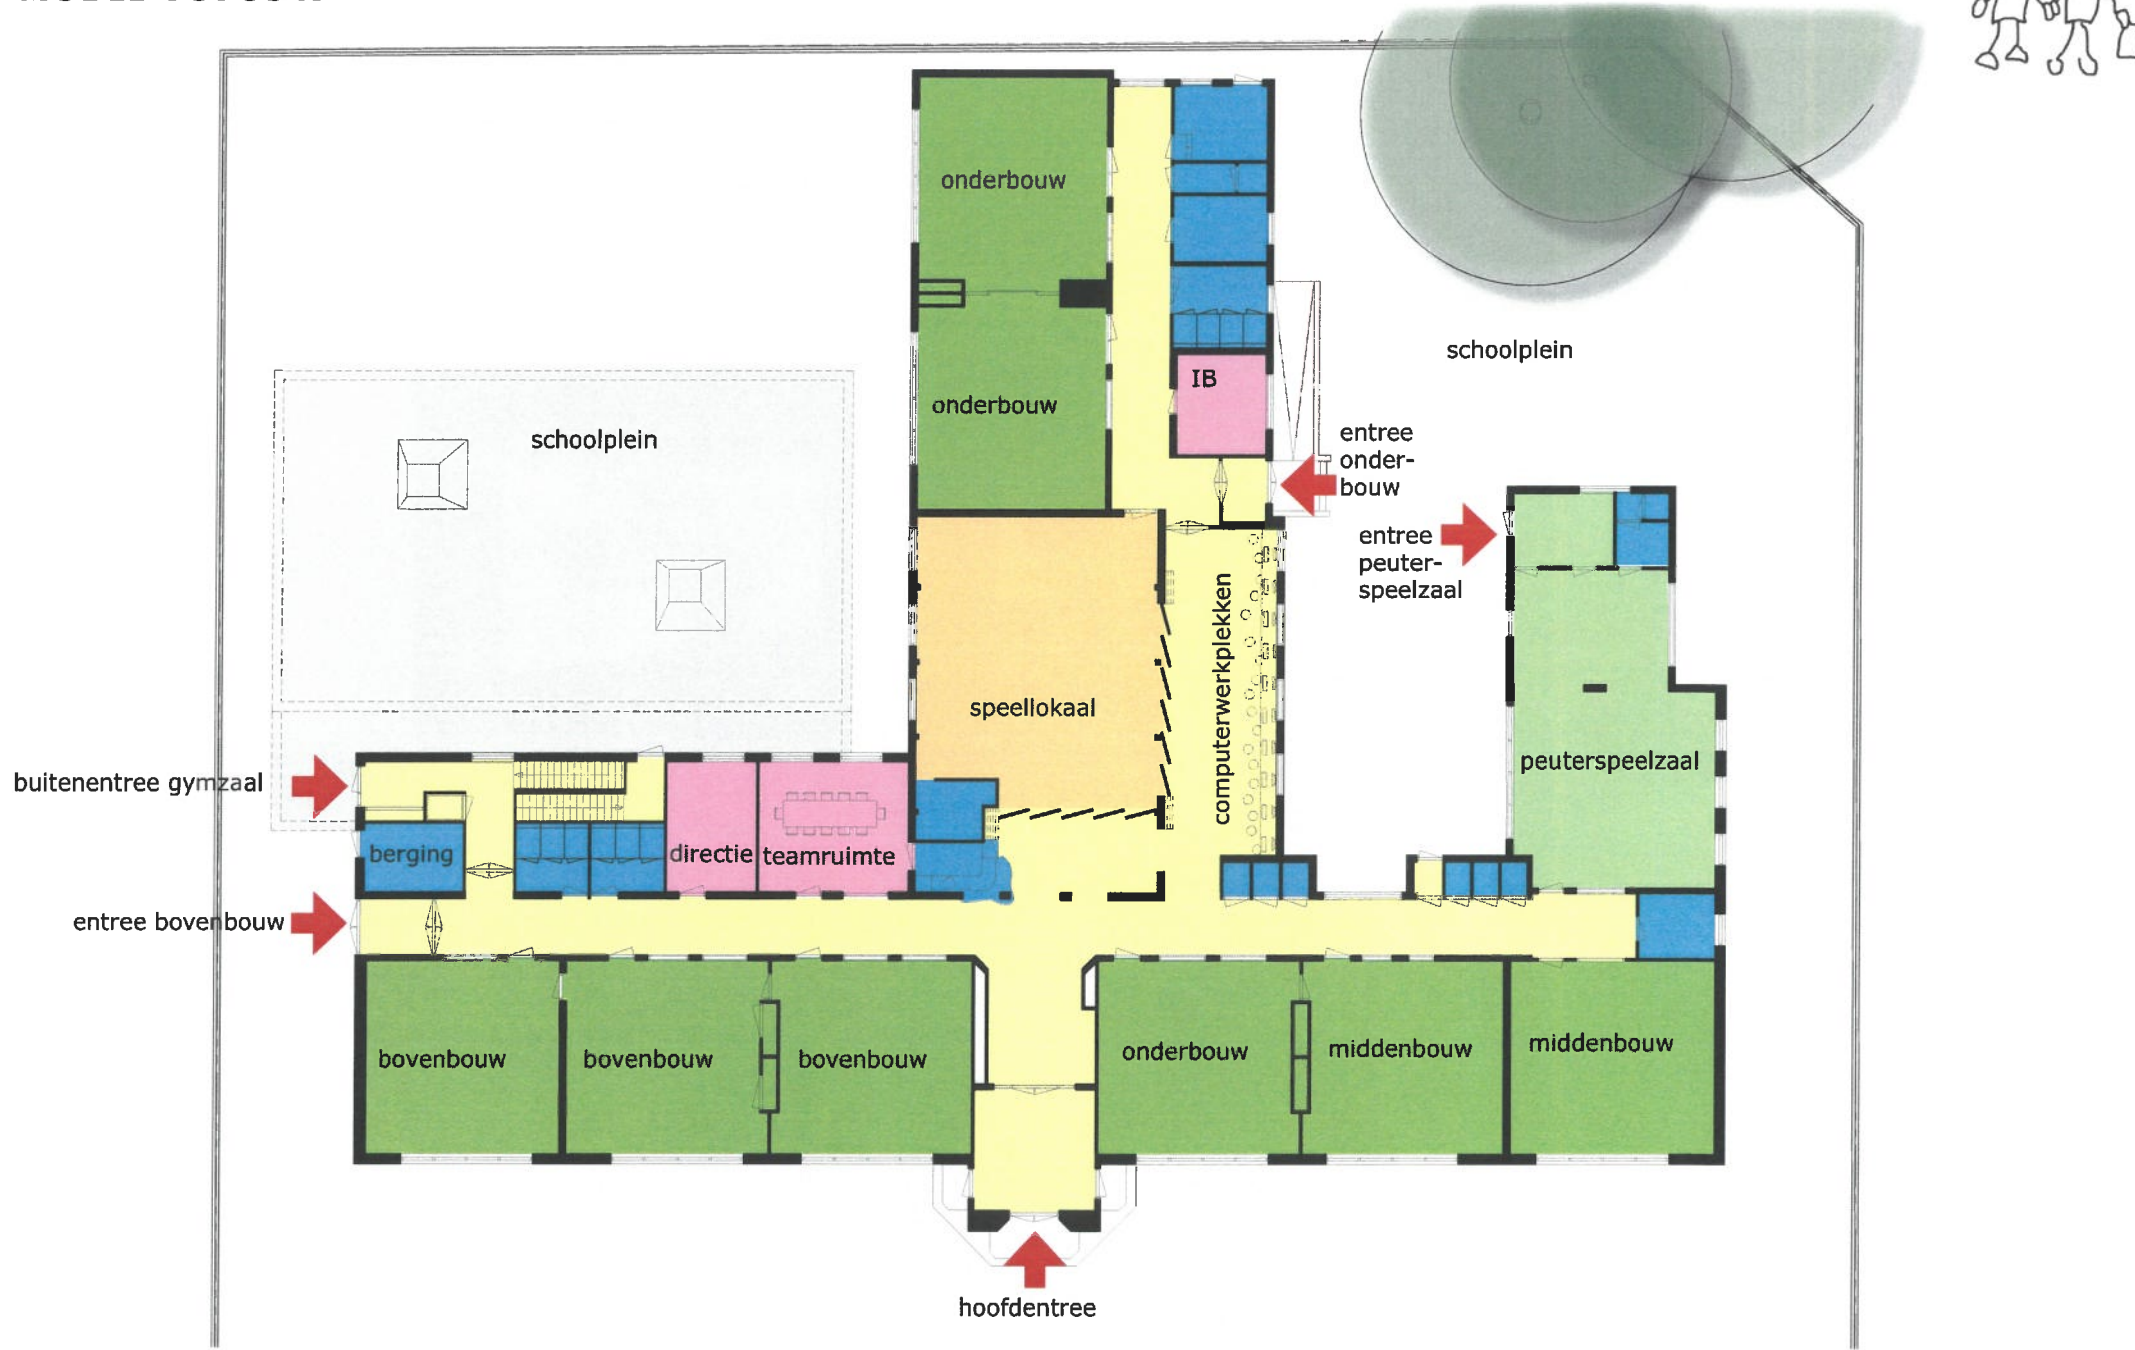 onderbouw
onderbouw
IB
schoolplein
schoolplein
entree
onder-
bouw
entree
peuter-
speelzaal
computerwerkplekken
speellokaal
peuterspeelzaal
buitenentree gymzaal
berging
directie
teamruimte
entree bovenbouw
bovenbouw
bovenbouw
bovenbouw
onderbouw
middenbouw
middenbouw
hoofdentree